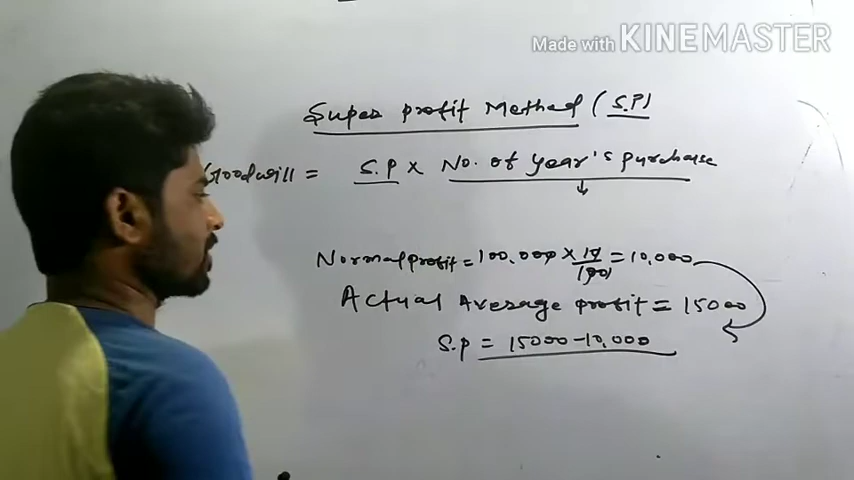 Made with KINEMASTER
Super profit Method (S.P)
Goodwill = S.P × No. of year's purchase
Normal profit = 100,000 × 10/100 = 10,000
Actual Average profit = 15000
S.P = 15000 - 10,000